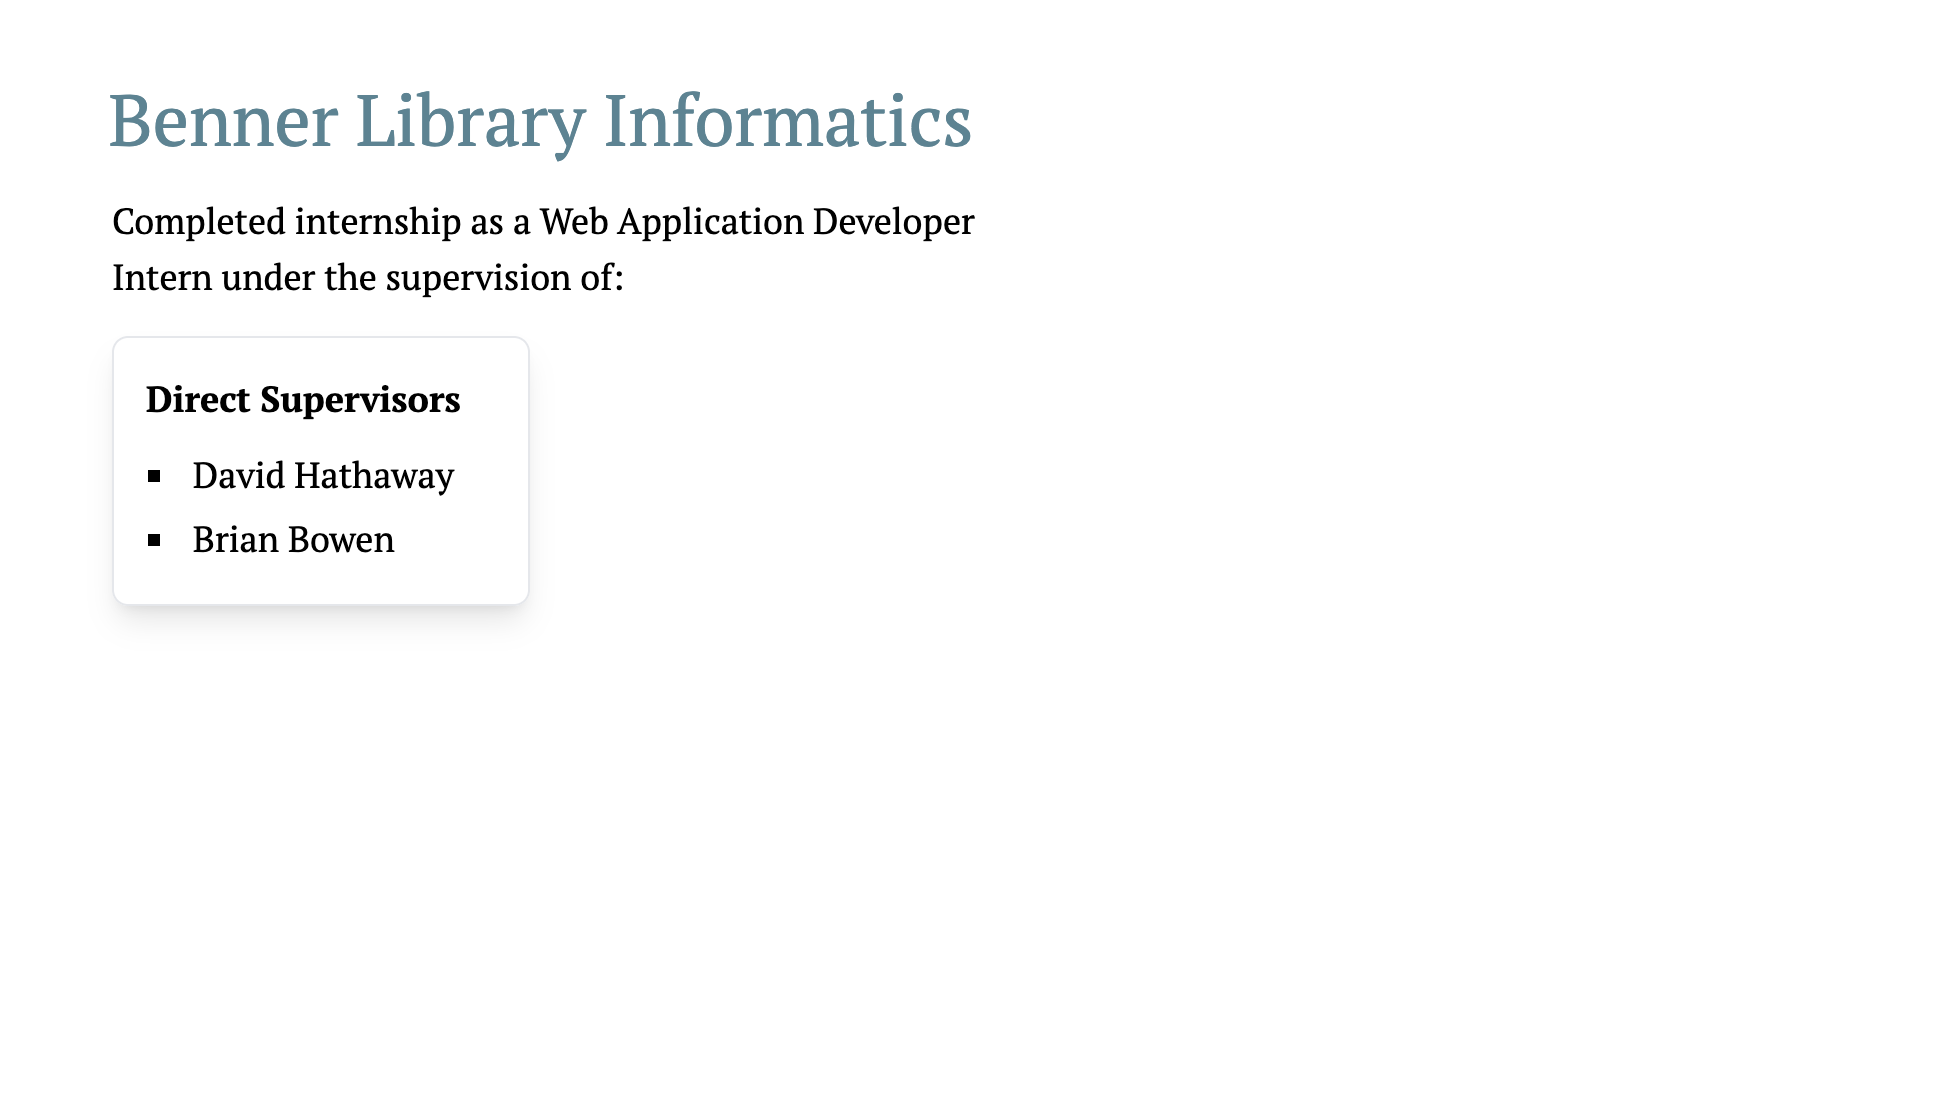 Benner Library Informatics
Completed internship as a Web Application Developer
Intern under the supervision of:
Direct Supervisors
▪ David Hathaway
▪ Brian Bowen